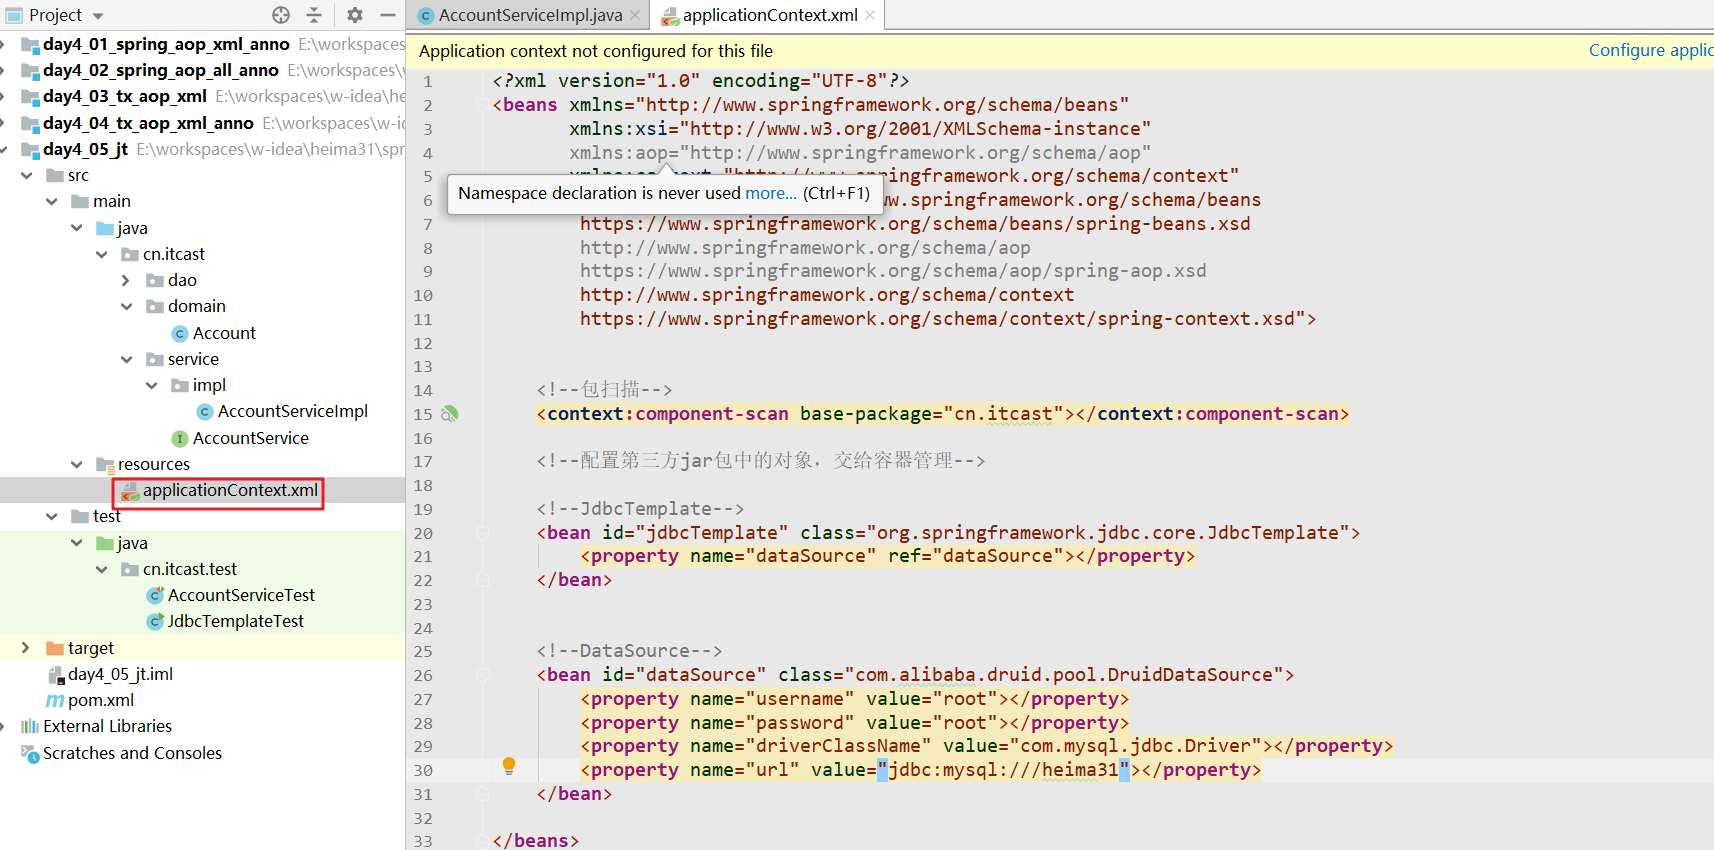 Project
AccountServiceImpl.java
applicationContext.xml
day4_01_spring_aop_xml_anno E:\workspaces
day4_02_spring_aop_all_anno E:\workspaces\
day4_03_tx_aop_xml E:\workspaces\w-idea\he
day4_04_tx_aop_xml_anno E:\workspaces\w-i
day4_05_jt E:\workspaces\w-idea\heima31\spr
src
main
java
cn.itcast
dao
domain
Account
service
impl
AccountServiceImpl
AccountService
resources
applicationContext.xml
test
java
cn.itcast.test
AccountServiceTest
JdbcTemplateTest
target
day4_05_jt.iml
pom.xml
External Libraries
Scratches and Consoles
Application context not configured for this file
Configure applic
1 <?xml version="1.0" encoding="UTF-8"?>
2 <beans xmlns="http://www.springframework.org/schema/beans"
3 xmlns:xsi="http://www.w3.org/2001/XMLSchema-instance"
4 xmlns:aop="http://www.springframework.org/schema/aop"
5 ://www.springframework.org/schema/context"
Namespace declaration is never used more... (Ctrl+F1)
6 www.springframework.org/schema/beans
7 https://www.springframework.org/schema/beans/spring-beans.xsd
8 http://www.springframework.org/schema/aop
9 https://www.springframework.org/schema/aop/spring-aop.xsd
10 http://www.springframework.org/schema/context
11 https://www.springframework.org/schema/context/spring-context.xsd">
12
13
14 <!--包扫描-->
15 <context:component-scan base-package="cn.itcast"></context:component-scan>
16
17 <!--配置第三方jar包中的对象，交给容器管理-->
18
19 <!--JdbcTemplate-->
20 <bean id="jdbcTemplate" class="org.springframework.jdbc.core.JdbcTemplate">
21 <property name="dataSource" ref="dataSource"></property>
22 </bean>
23
24
25 <!--DataSource-->
26 <bean id="dataSource" class="com.alibaba.druid.pool.DruidDataSource">
27 <property name="username" value="root"></property>
28 <property name="password" value="root"></property>
29 <property name="driverClassName" value="com.mysql.jdbc.Driver"></property>
30 <property name="url" value="jdbc:mysql:///heima31"></property>
31 </bean>
32
33 </beans>